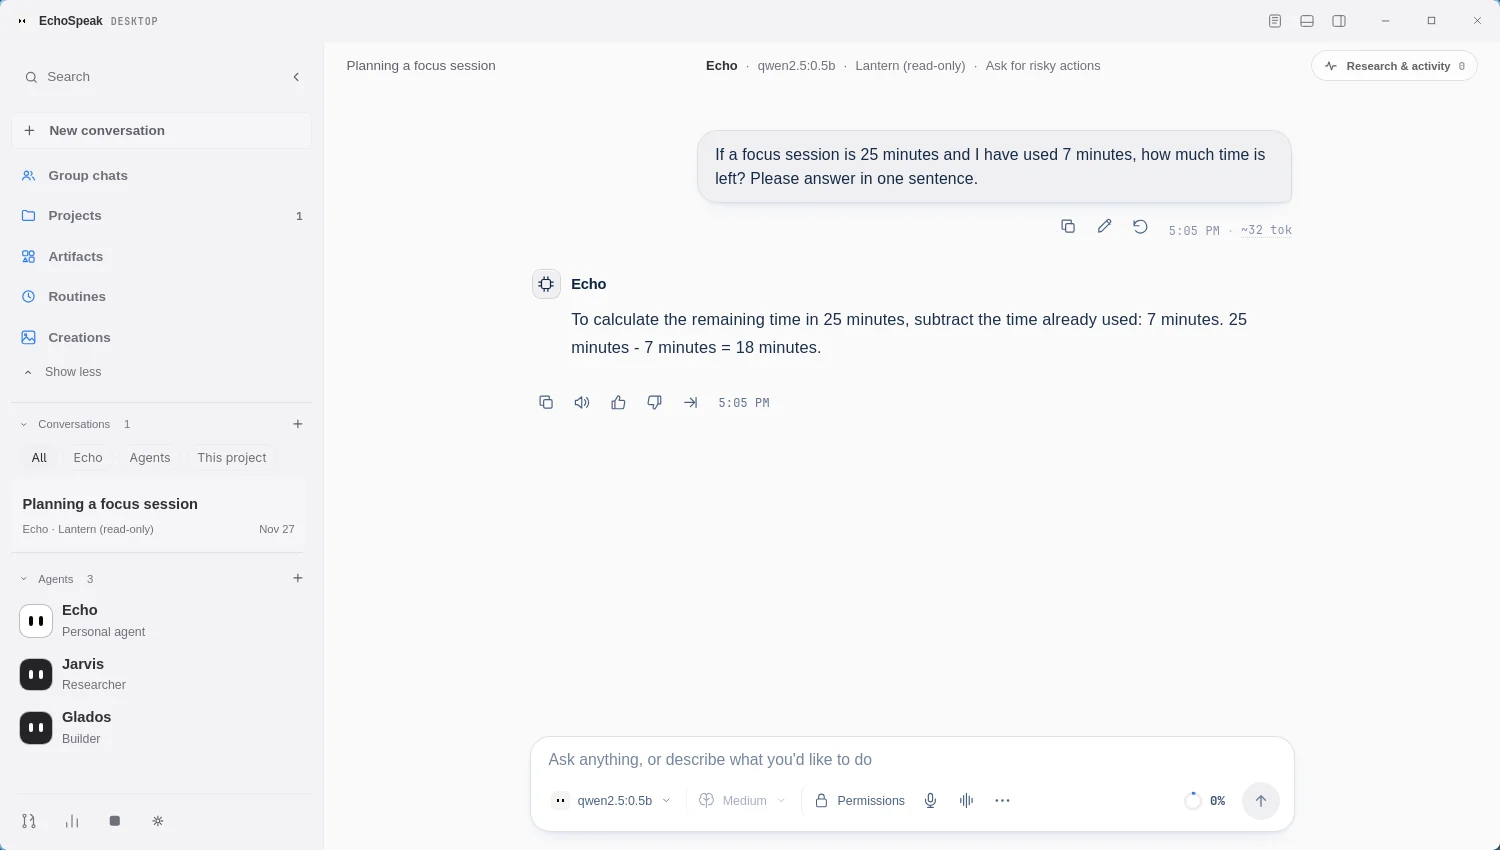 EchoSpeak DESKTOP
Search
New conversation
Group chats
Projects 1
Artifacts
Routines
Creations
Show less
Conversations 1
All Echo Agents This project
Planning a focus session
Echo · Lantern (read-only) Nov 27
Agents 3
Echo
Personal agent
Jarvis
Researcher
Glados
Builder
Planning a focus session
Echo · qwen2.5:0.5b · Lantern (read-only) · Ask for risky actions
Research & activity 0
If a focus session is 25 minutes and I have used 7 minutes, how much time is
left? Please answer in one sentence.
5:05 PM · ~32 tok
Echo
To calculate the remaining time in 25 minutes, subtract the time already used: 7 minutes. 25
minutes - 7 minutes = 18 minutes.
5:05 PM
Ask anything, or describe what you'd like to do
qwen2.5:0.5b Medium Permissions 0%